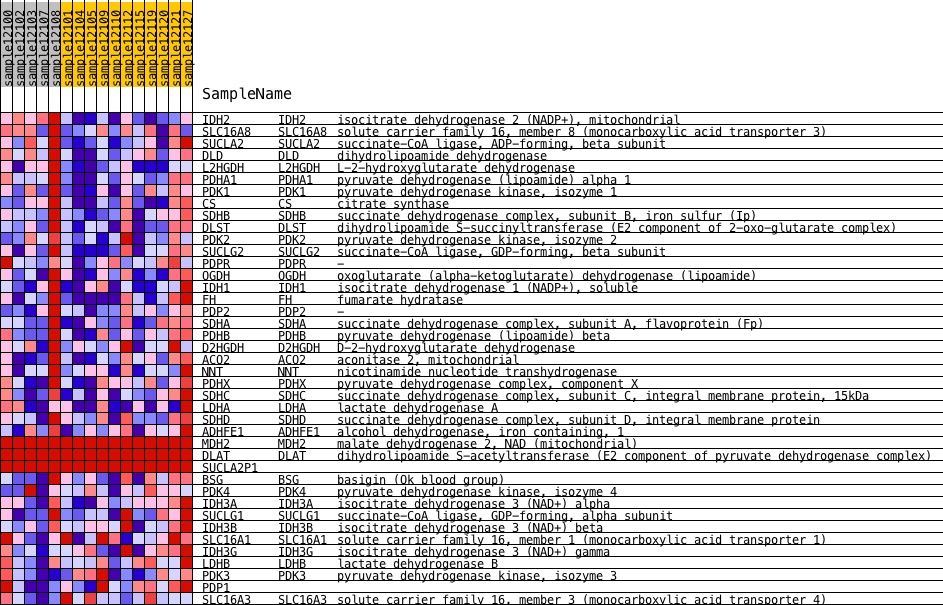 sample12100 sample12102 sample12103 sample12107 sample12108 sample12101 sample12104 sample12105 sample12109 sample12110 sample12112 sample12115 sample12119 sample12120 sample12121 sample12127
SampleName
IDH2 IDH2 isocitrate dehydrogenase 2 (NADP+), mitochondrial
SLC16A8 SLC16A8 solute carrier family 16, member 8 (monocarboxylic acid transporter 3)
SUCLA2 SUCLA2 succinate-CoA ligase, ADP-forming, beta subunit
DLD DLD dihydrolipoamide dehydrogenase
L2HGDH L2HGDH L-2-hydroxyglutarate dehydrogenase
PDHA1 PDHA1 pyruvate dehydrogenase (lipoamide) alpha 1
PDK1 PDK1 pyruvate dehydrogenase kinase, isozyme 1
CS CS citrate synthase
SDHB SDHB succinate dehydrogenase complex, subunit B, iron sulfur (Ip)
DLST DLST dihydrolipoamide S-succinyltransferase (E2 component of 2-oxo-glutarate complex)
PDK2 PDK2 pyruvate dehydrogenase kinase, isozyme 2
SUCLG2 SUCLG2 succinate-CoA ligase, GDP-forming, beta subunit
PDPR PDPR -
OGDH OGDH oxoglutarate (alpha-ketoglutarate) dehydrogenase (lipoamide)
IDH1 IDH1 isocitrate dehydrogenase 1 (NADP+), soluble
FH FH fumarate hydratase
PDP2 PDP2 -
SDHA SDHA succinate dehydrogenase complex, subunit A, flavoprotein (Fp)
PDHB PDHB pyruvate dehydrogenase (lipoamide) beta
D2HGDH D2HGDH D-2-hydroxyglutarate dehydrogenase
ACO2 ACO2 aconitase 2, mitochondrial
NNT NNT nicotinamide nucleotide transhydrogenase
PDHX PDHX pyruvate dehydrogenase complex, component X
SDHC SDHC succinate dehydrogenase complex, subunit C, integral membrane protein, 15kDa
LDHA LDHA lactate dehydrogenase A
SDHD SDHD succinate dehydrogenase complex, subunit D, integral membrane protein
ADHFE1 ADHFE1 alcohol dehydrogenase, iron containing, 1
MDH2 MDH2 malate dehydrogenase 2, NAD (mitochondrial)
DLAT DLAT dihydrolipoamide S-acetyltransferase (E2 component of pyruvate dehydrogenase complex)
SUCLA2P1
BSG BSG basigin (Ok blood group)
PDK4 PDK4 pyruvate dehydrogenase kinase, isozyme 4
IDH3A IDH3A isocitrate dehydrogenase 3 (NAD+) alpha
SUCLG1 SUCLG1 succinate-CoA ligase, GDP-forming, alpha subunit
IDH3B IDH3B isocitrate dehydrogenase 3 (NAD+) beta
SLC16A1 SLC16A1 solute carrier family 16, member 1 (monocarboxylic acid transporter 1)
IDH3G IDH3G isocitrate dehydrogenase 3 (NAD+) gamma
LDHB LDHB lactate dehydrogenase B
PDK3 PDK3 pyruvate dehydrogenase kinase, isozyme 3
PDP1
SLC16A3 SLC16A3 solute carrier family 16, member 3 (monocarboxylic acid transporter 4)